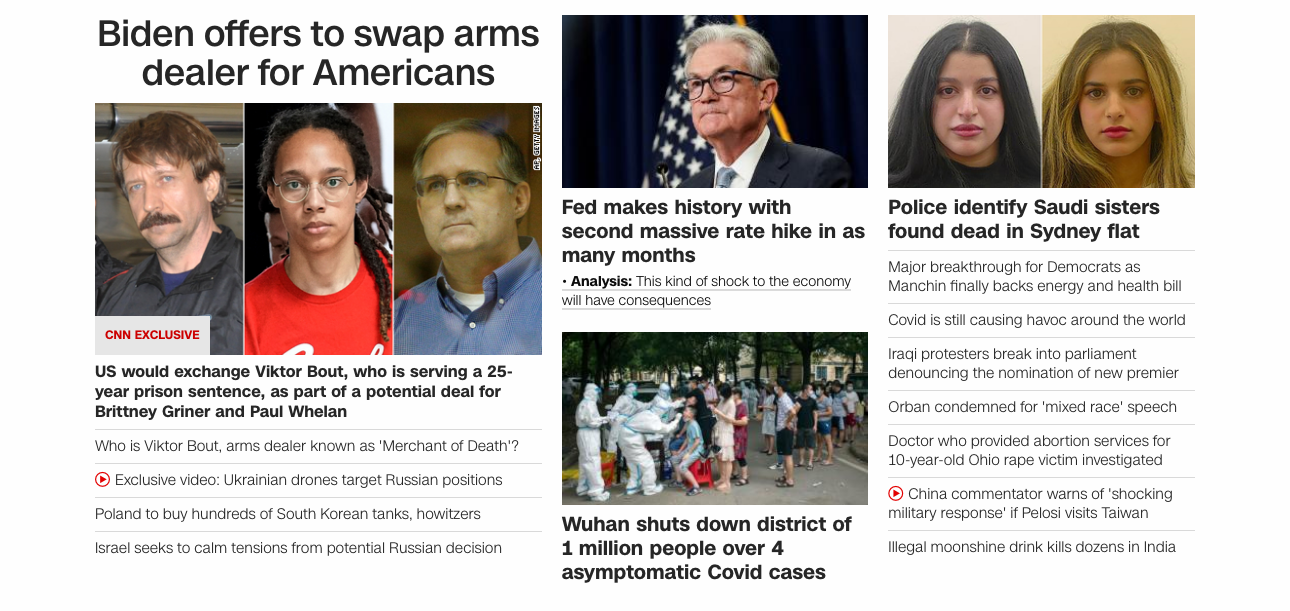 Biden offers to swap arms
dealer for Americans
AP, GETTY IMAGES
CNN EXCLUSIVE
US would exchange Viktor Bout, who is serving a 25-
year prison sentence, as part of a potential deal for
Brittney Griner and Paul Whelan
Who is Viktor Bout, arms dealer known as 'Merchant of Death'?
Exclusive video: Ukrainian drones target Russian positions
Poland to buy hundreds of South Korean tanks, howitzers
Israel seeks to calm tensions from potential Russian decision
Fed makes history with
second massive rate hike in as
many months
• Analysis: This kind of shock to the economy
will have consequences
Wuhan shuts down district of
1 million people over 4
asymptomatic Covid cases
Police identify Saudi sisters
found dead in Sydney flat
Major breakthrough for Democrats as
Manchin finally backs energy and health bill
Covid is still causing havoc around the world
Iraqi protesters break into parliament
denouncing the nomination of new premier
Orban condemned for 'mixed race' speech
Doctor who provided abortion services for
10-year-old Ohio rape victim investigated
China commentator warns of 'shocking
military response' if Pelosi visits Taiwan
Illegal moonshine drink kills dozens in India